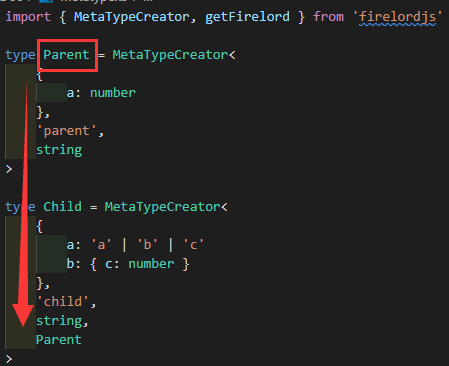 import { MetaTypeCreator, getFirelord } from 'firelordjs'
type Parent = MetaTypeCreator<
{
a: number
},
'parent',
string
>
type Child = MetaTypeCreator<
{
a: 'a' | 'b' | 'c'
b: { c: number }
},
'child',
string,
Parent
>